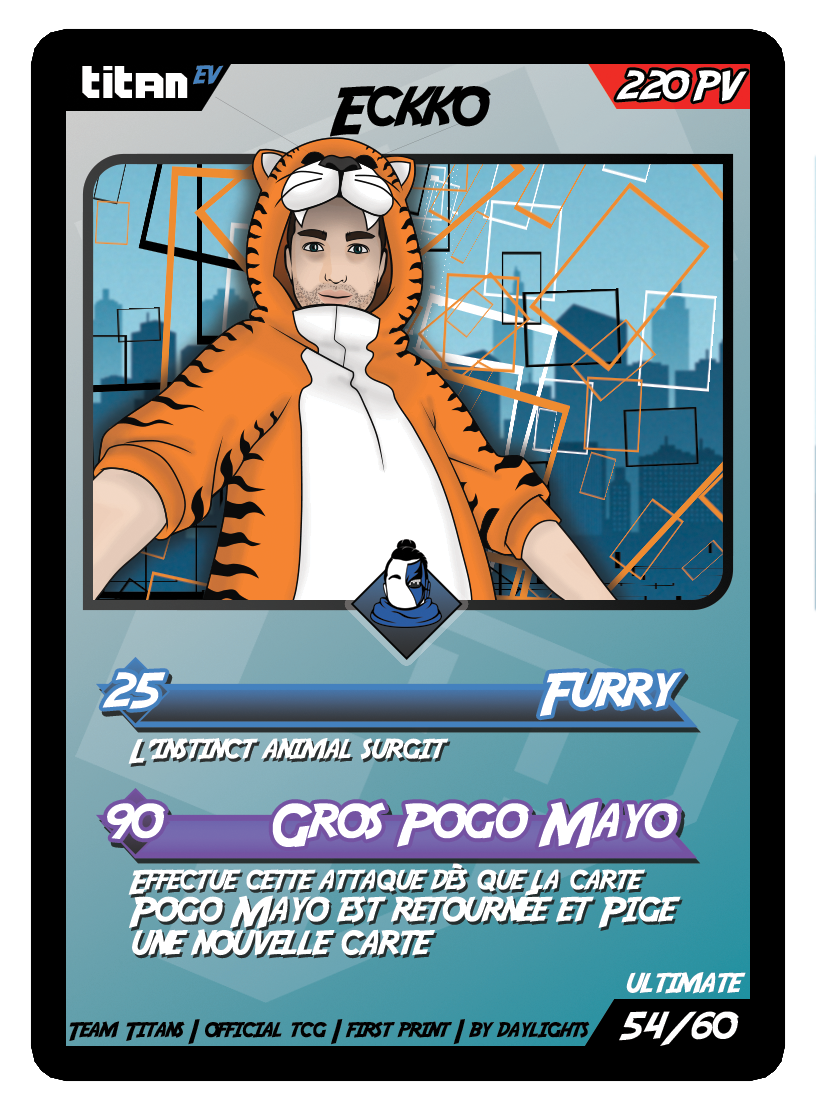 titan EV
220 PV
Eckko
25 Furry
L'instinct animal surgit
90 Gros Pogo Mayo
Effectue cette attaque dès que la carte
Pogo Mayo est retournée et pige
une nouvelle carte
ultimate
54/60
Team Titans | official tcg | first print | by daylights